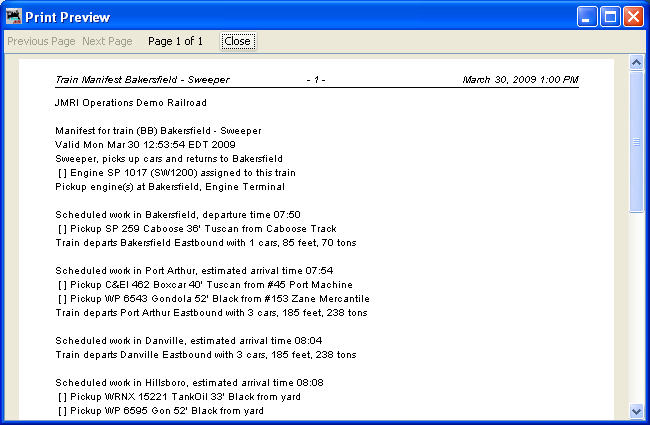 Print Preview
Previous Page Next Page Page 1 of 1 Close
Train Manifest Bakersfield - Sweeper - 1 - March 30, 2009 1:00 PM
JMRI Operations Demo Railroad
Manifest for train (BB) Bakersfield - Sweeper
Valid Mon Mar 30 12:53:54 EDT 2009
Sweeper, picks up cars and returns to Bakersfield
[ ] Engine SP 1017 (SW1200) assigned to this train
Pickup engine(s) at Bakersfield, Engine Terminal
Scheduled work in Bakersfield, departure time 07:50
[ ] Pickup SP 259 Caboose 36' Tuscan from Caboose Track
Train departs Bakersfield Eastbound with 1 cars, 85 feet, 70 tons
Scheduled work in Port Arthur, estimated arrival time 07:54
[ ] Pickup C&EI 462 Boxcar 40' Tuscan from #45 Port Machine
[ ] Pickup WP 6543 Gondola 52' Black from #153 Zane Mercantile
Train departs Port Arthur Eastbound with 3 cars, 185 feet, 238 tons
Scheduled work in Danville, estimated arrival time 08:04
Train departs Danville Eastbound with 3 cars, 185 feet, 238 tons
Scheduled work in Hillsboro, estimated arrival time 08:08
[ ] Pickup WRNX 15221 TankOil 33' Black from yard
[ ] Pickup WP 6595 Gon 52' Black from yard